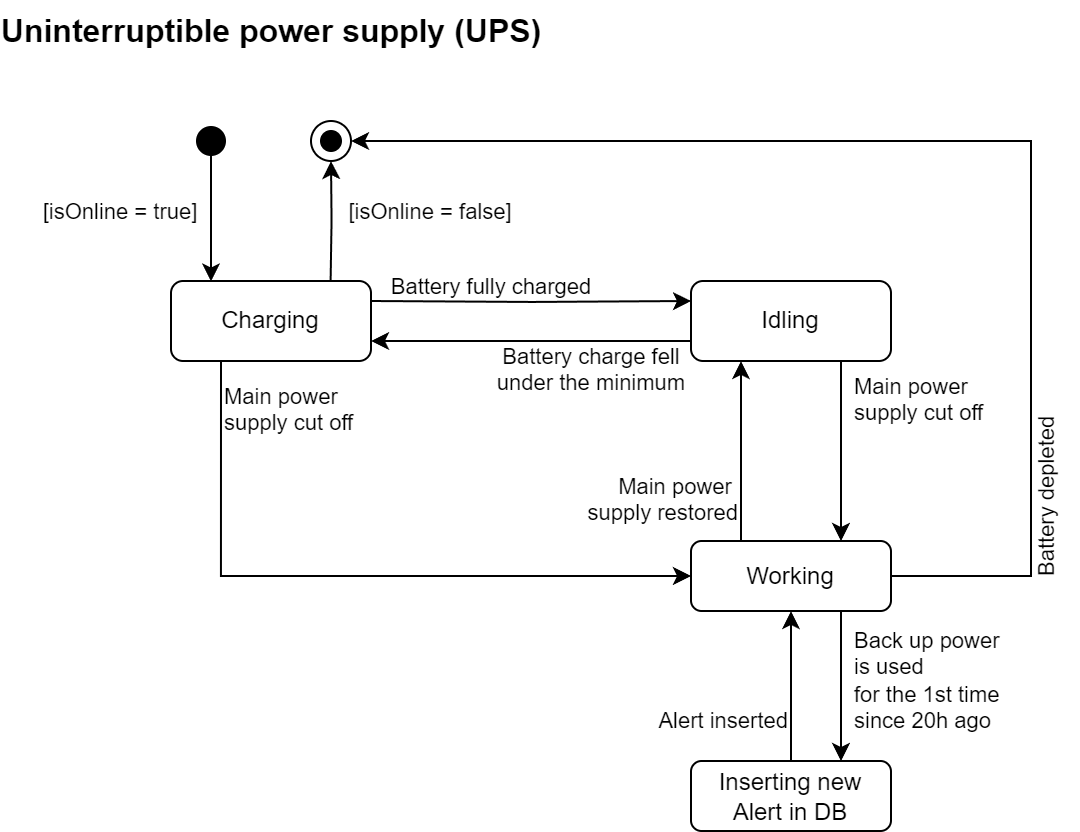 Uninterruptible power supply (UPS)
[isOnline = true]
[isOnline = false]
Battery fully charged
Charging
Idling
Battery charge fell
under the minimum
Main power
supply cut off
Main power
supply cut off
Battery depleted
Main power
supply restored
Working
Back up power
is used
for the 1st time
since 20h ago
Alert inserted
Inserting new
Alert in DB